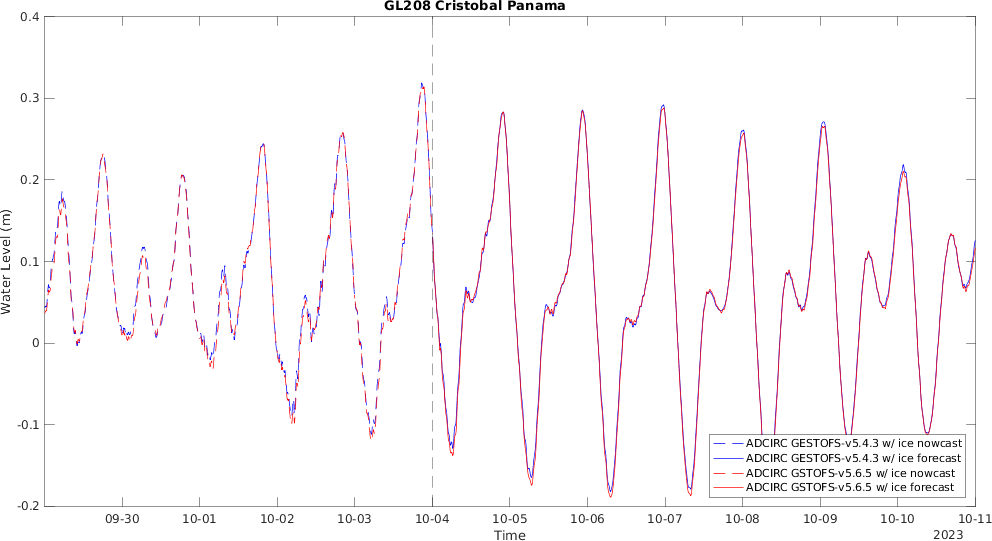 GL208 Cristobal Panama
0.4
0.3
0.2
0.1
0
-0.1
-0.2
Water Level (m)
ADCIRC GESTOFS-v5.4.3 w/ ice nowcast
ADCIRC GESTOFS-v5.4.3 w/ ice forecast
ADCIRC GSTOFS-v5.6.5 w/ ice nowcast
ADCIRC GSTOFS-v5.6.5 w/ ice forecast
09-30 10-01 10-02 10-03 10-04 10-05 10-06 10-07 10-08 10-09 10-10 10-11
Time
2023